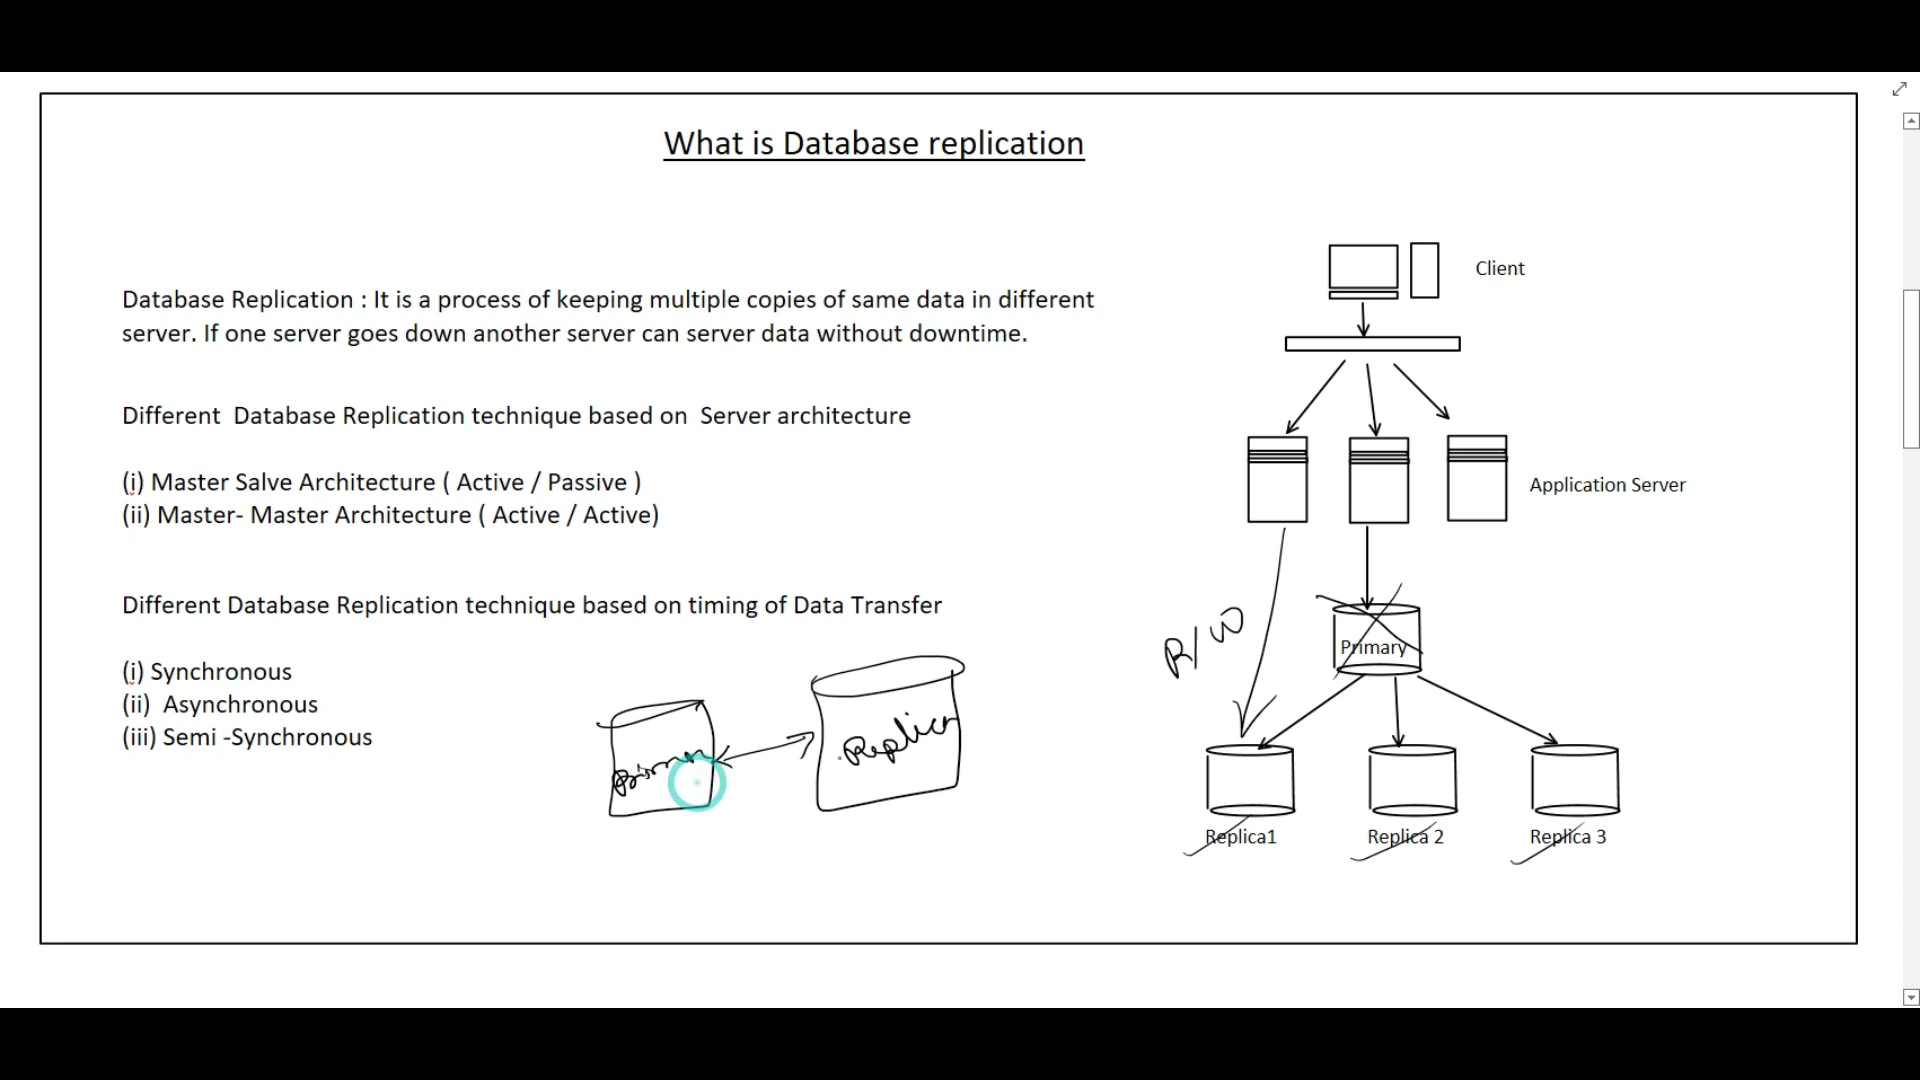 What is Database replication
Database Replication : It is a process of keeping multiple copies of same data in different
server. If one server goes down another server can server data without downtime.
Different  Database Replication technique based on  Server architecture
(i) Master Salve Architecture ( Active / Passive )
(ii) Master- Master Architecture ( Active / Active)
Different Database Replication technique based on timing of Data Transfer
(i) Synchronous
(ii)  Asynchronous
(iii) Semi -Synchronous
Replica
Client
Application Server
R/W
Primary
Replica1
Replica 2
Replica 3